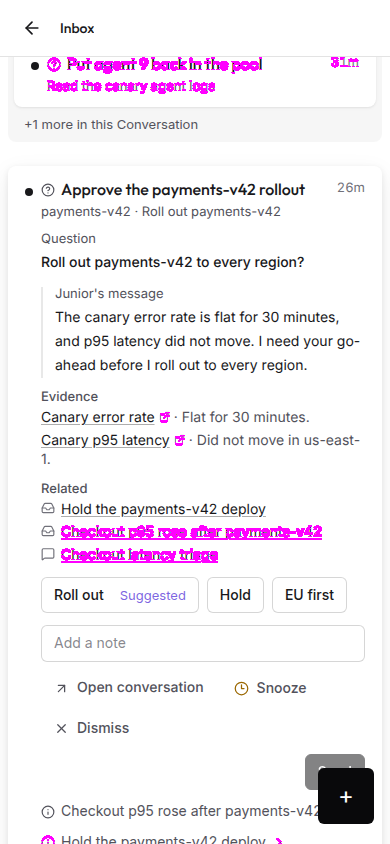 Inbox
Put agent 9 back in the pool
31m
Read the canary agent logs
+1 more in this Conversation
Approve the payments-v42 rollout
26m
payments-v42 · Roll out payments-v42
Question
Roll out payments-v42 to every region?
Junior's message
The canary error rate is flat for 30 minutes,
and p95 latency did not move. I need your go-
ahead before I roll out to every region.
Evidence
Canary error rate · Flat for 30 minutes.
Canary p95 latency · Did not move in us-east-
1.
Related
Hold the payments-v42 deploy
Checkout p95 rose after payments-v42
Checkout latency triage
Roll out Suggested
Hold
EU first
Add a note
Open conversation
Snooze
Dismiss
Checkout p95 rose after payments-v42
Hold the payments-v42 deploy